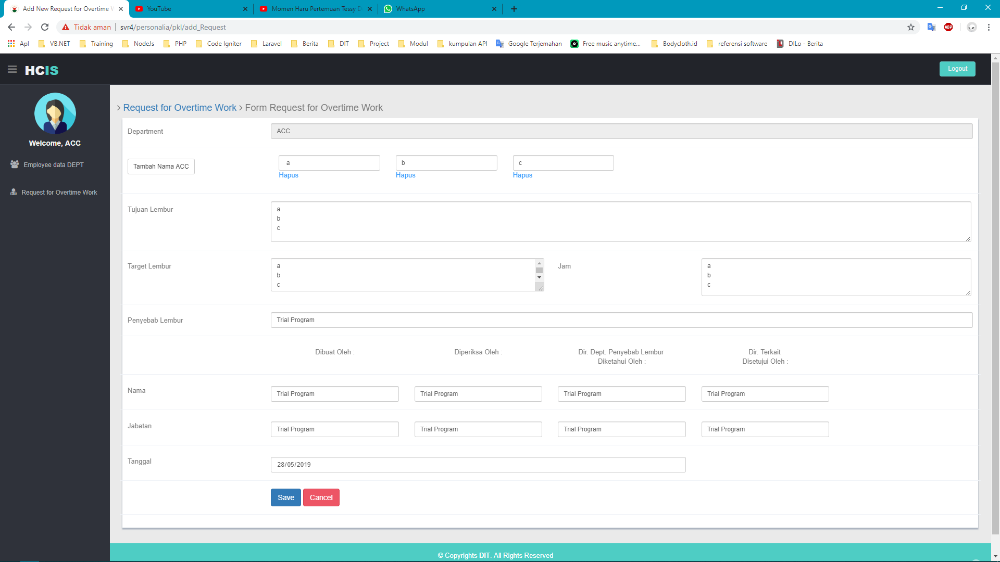 Add New Request for Overtime W
YouTube
Momen Haru Pertemuan Tessy D
WhatsApp
Tidak aman
svr4/personalia/pkl/add_Request
ABP
Apl
VB.NET
Training
NodeJs
PHP
Code Igniter
Laravel
Berita
DIT
Project
Modul
kumpulan API
Google Terjemahan
Free music anytime...
Bodycloth.id
referensi software
DILo - Berita
HCIS
Logout
Welcome, ACC
Employee data DEPT
Request for Overtime Work
> Request for Overtime Work > Form Request for Overtime Work
Department
ACC
Tambah Nama ACC
a
b
c
Hapus
Hapus
Hapus
Tujuan Lembur
a
b
c
Target Lembur
a
b
c
Jam
a
b
c
Penyebab Lembur
Trial Program
Dibuat Oleh :
Diperiksa Oleh :
Dir. Dept. Penyebab Lembur
Diketahui Oleh :
Dir. Terkait
Disetujui Oleh :
Nama
Trial Program
Trial Program
Trial Program
Trial Program
Jabatan
Trial Program
Trial Program
Trial Program
Trial Program
Tanggal
28/05/2019
Save
Cancel
© Copyrights DIT. All Rights Reserved